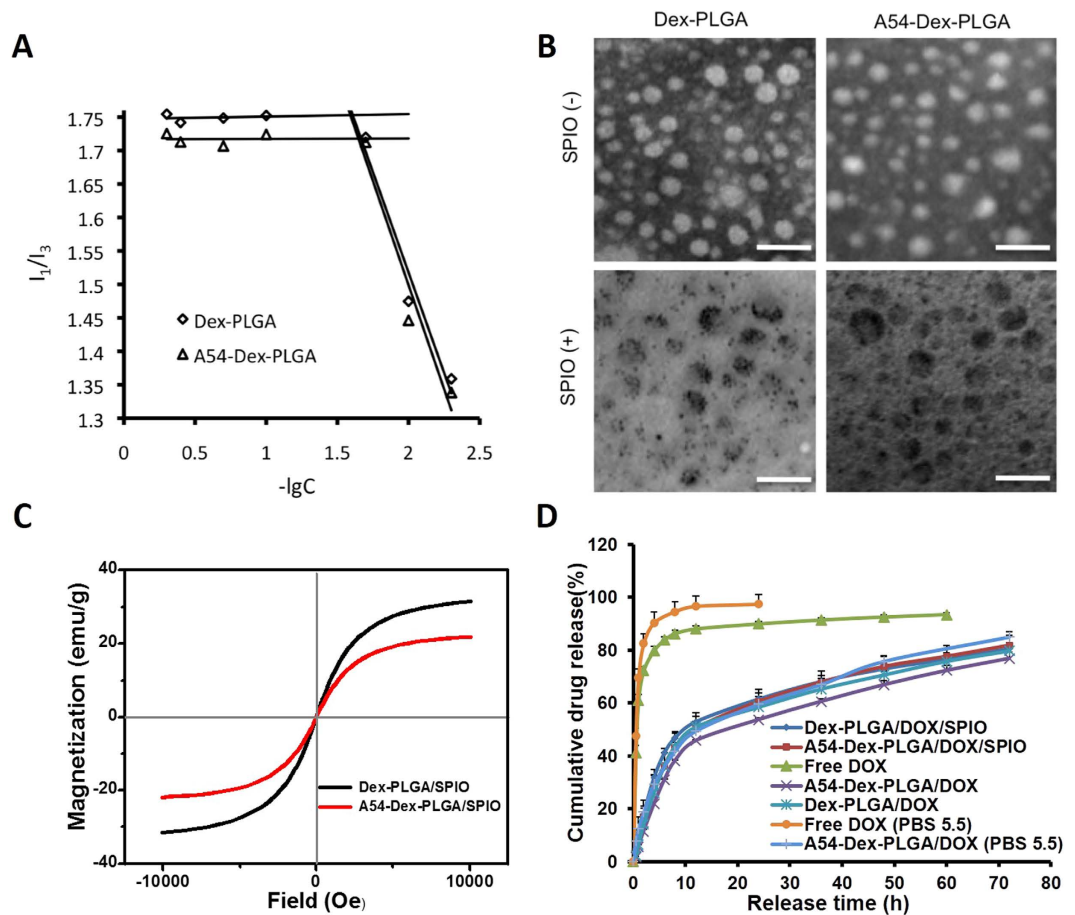 A
1.75
1.7
1.65
1.6
1.55
1.5
1.45
1.4
1.35
1.3
I1/I3
0
0.5
1
1.5
2
2.5
-lgC
Dex-PLGA
A54-Dex-PLGA
B
Dex-PLGA
A54-Dex-PLGA
SPIO (-)
SPIO (+)
C
Magnetization (emu/g)
40
20
0
-20
-40
-10000
0
10000
Field (Oe)
Dex-PLGA/SPIO
A54-Dex-PLGA/SPIO
D
Cumulative drug release(%)
120
100
80
60
40
20
0
0
10
20
30
40
50
60
70
80
Release time (h)
Dex-PLGA/DOX/SPIO
A54-Dex-PLGA/DOX/SPIO
Free DOX
A54-Dex-PLGA/DOX
Dex-PLGA/DOX
Free DOX (PBS 5.5)
A54-Dex-PLGA/DOX (PBS 5.5)